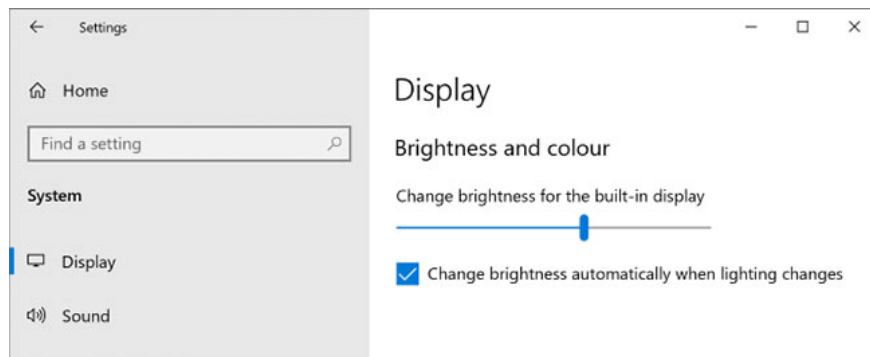 Settings
Home
Find a setting
System
Display
Sound
Display
Brightness and colour
Change brightness for the built-in display
Change brightness automatically when lighting changes